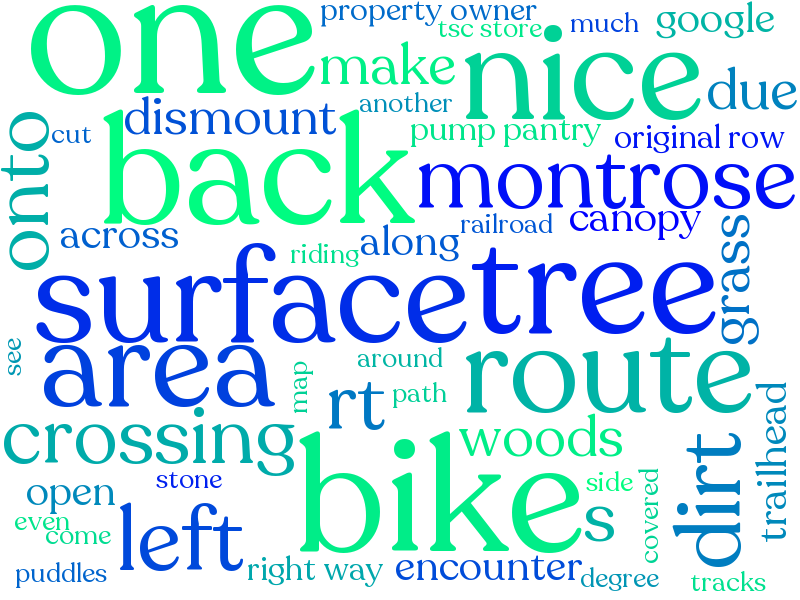 one
property owner
tsc store
much
google
make
nice
due
another
dismount
cut
onto
back
pump pantry
original row
montrose
canopy
across
along
railroad
riding
grass
surface
tree
see
area
around
map
path
rt
route
crossing
woods
trailhead
dirt
bike
stone
open
side
covered
s
even
come
left
puddles
right way
encounter
degree
tracks